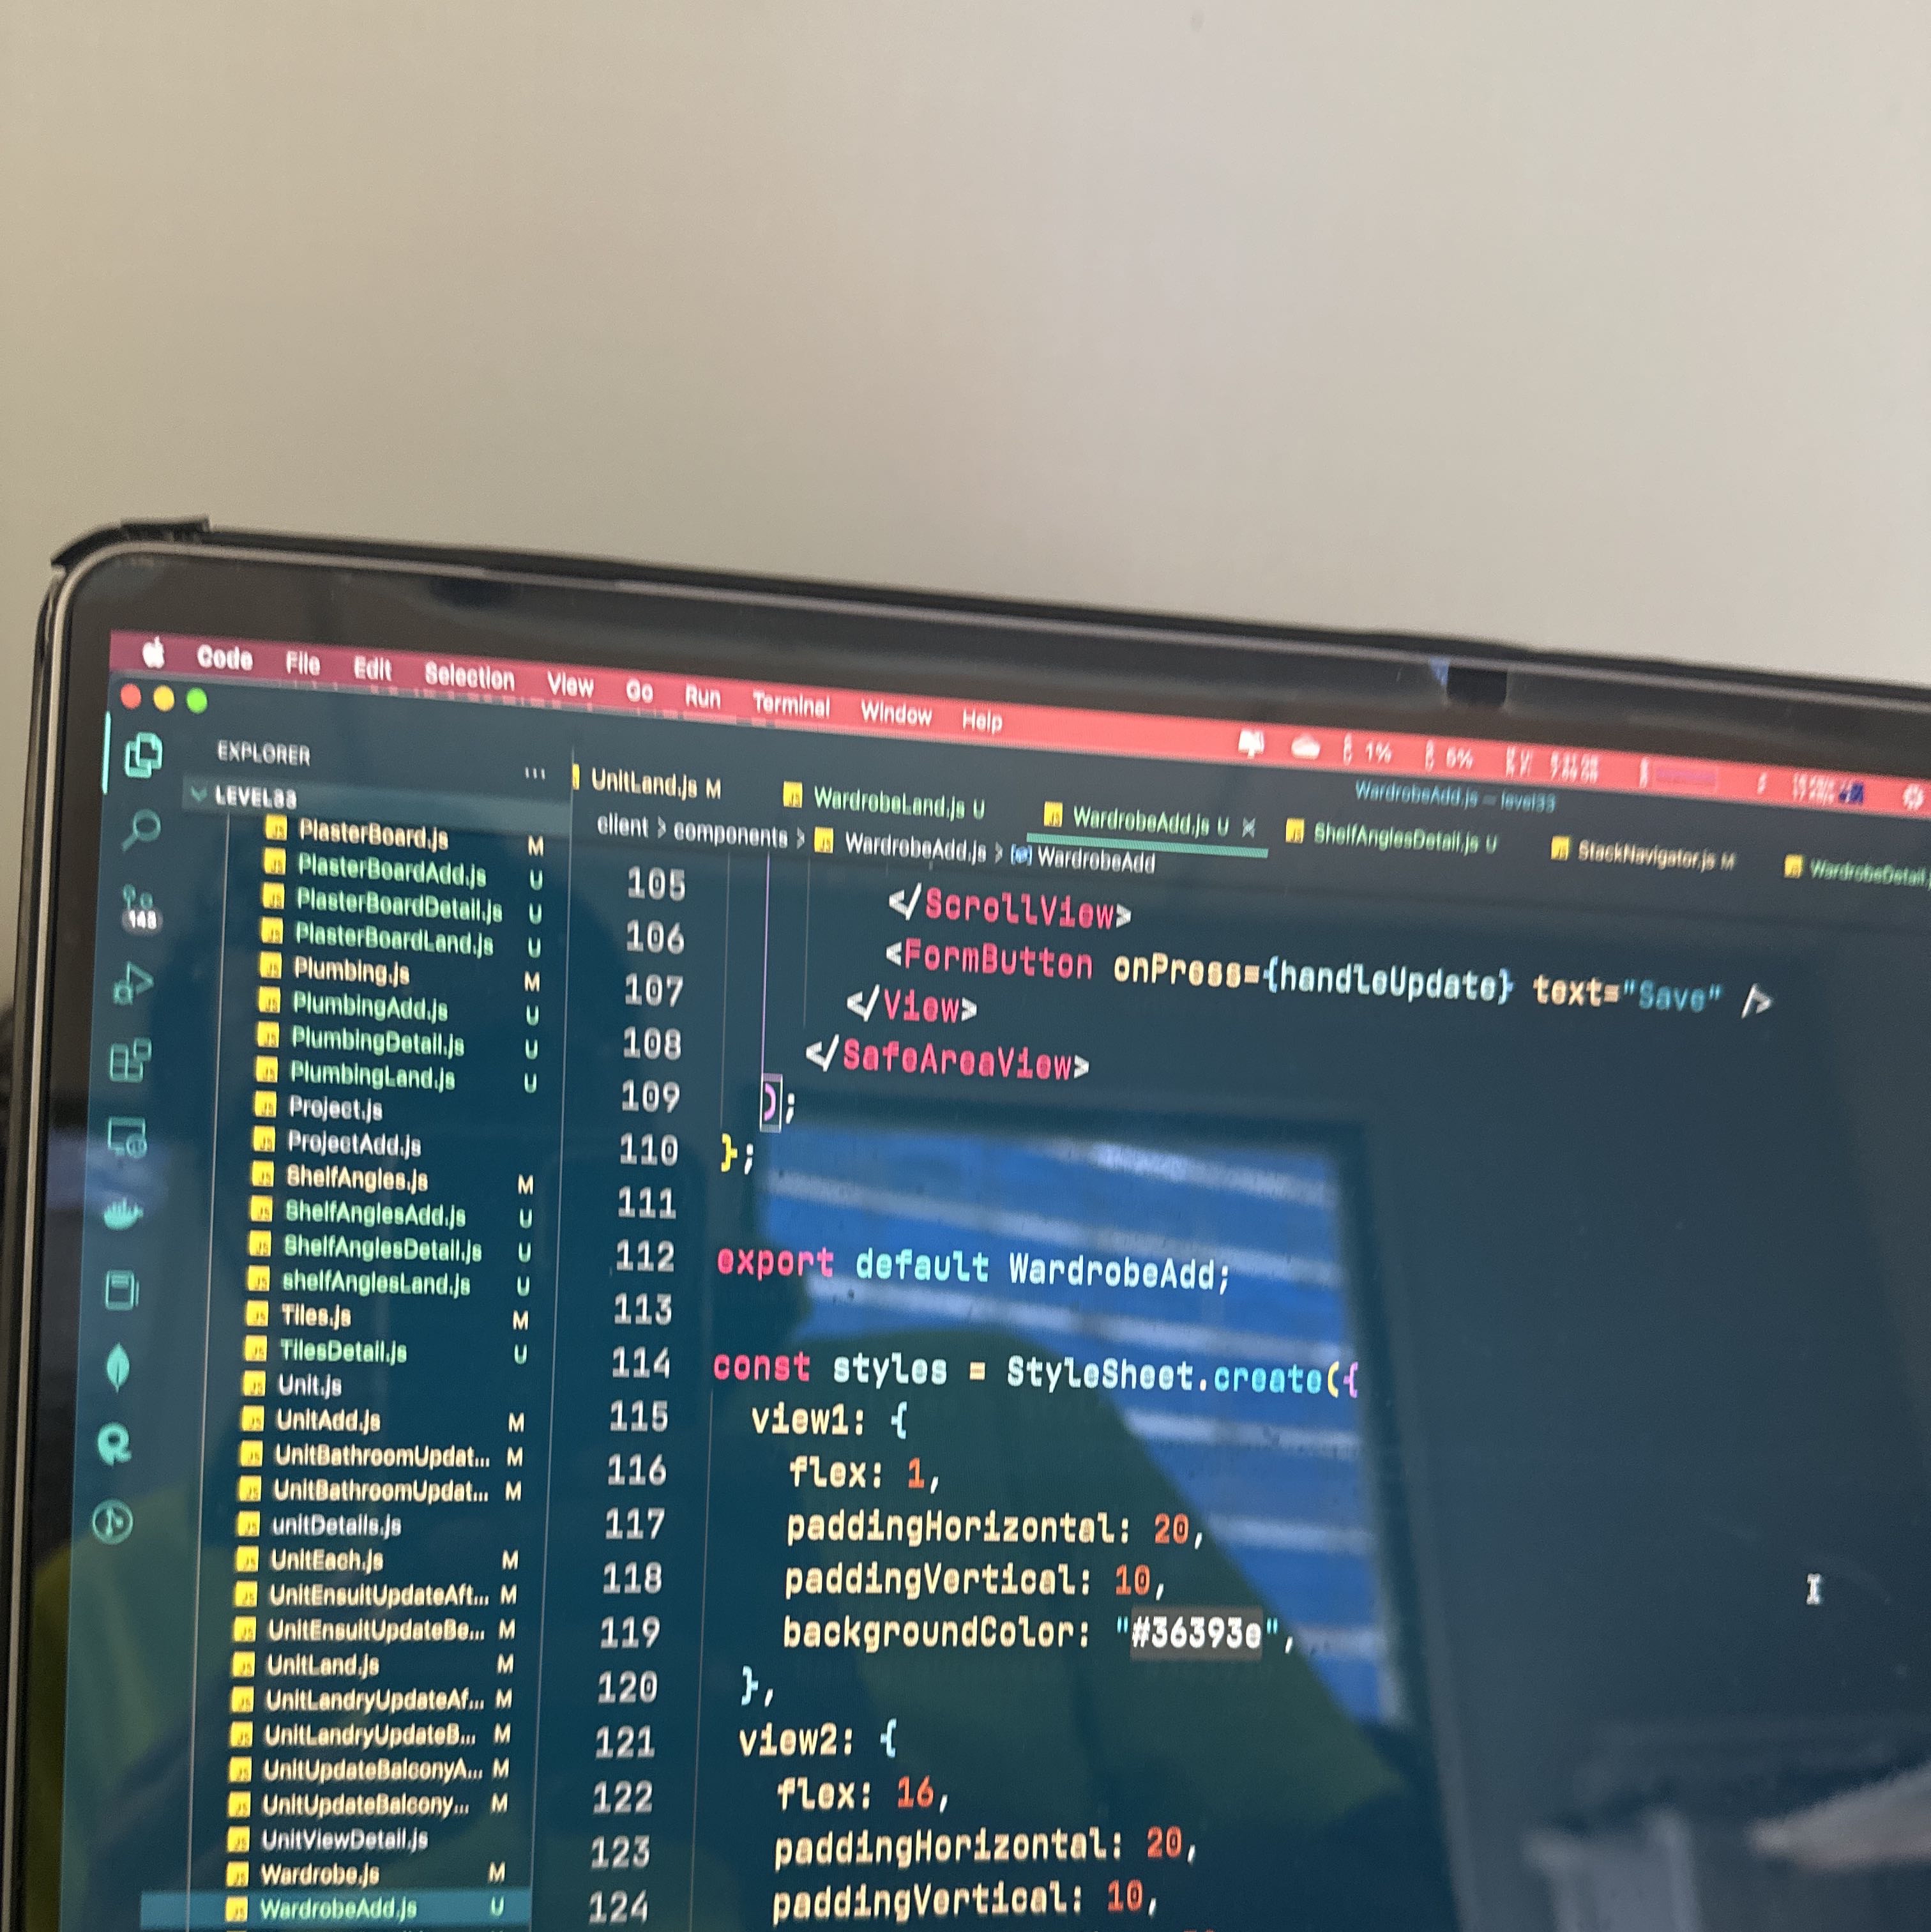 Code File Edit Selection View Go Run Terminal Window Help
1% 5%
WardrobeAdd.js — level33
EXPLORER ...
LEVEL33
UnitLand.js M WardrobeLand.js U WardrobeAdd.js U ShelfAnglesDetail.js U StackNavigator.js M WardrobeDetail.
client > components > WardrobeAdd.js > WardrobeAdd
143
PlasterBoard.js M
PlasterBoardAdd.js U
PlasterBoardDetail.js U
PlasterBoardLand.js U
Plumbing.js M
PlumbingAdd.js U
PlumbingDetail.js U
PlumbingLand.js U
Project.js
ProjectAdd.js
ShelfAngles.js M
ShelfAnglesAdd.js U
ShelfAnglesDetail.js U
shelfAnglesLand.js U
Tiles.js M
TilesDetail.js U
Unit.js
UnitAdd.js M
UnitBathroomUpdat... M
UnitBathroomUpdat... M
unitDetails.js
UnitEach.js M
UnitEnsuitUpdateAft... M
UnitEnsuitUpdateBe... M
UnitLand.js M
UnitLandryUpdateAf... M
UnitLandryUpdateB... M
UnitUpdateBalconyA... M
UnitUpdateBalcony... M
UnitViewDetail.js
Wardrobe.js M
WardrobeAdd.js U
105 </ScrollView>
106 <FormButton onPress={handleUpdate} text="Save" />
107 </View>
108 </SafeAreaView>
109 );
110 };
111
112 export default WardrobeAdd;
113
114 const styles = StyleSheet.create({
115 view1: {
116 flex: 1,
117 paddingHorizontal: 20,
118 paddingVertical: 10,
119 backgroundColor: "#36393e",
120 },
121 view2: {
122 flex: 16,
123 paddingHorizontal: 20,
124 paddingVertical: 10,